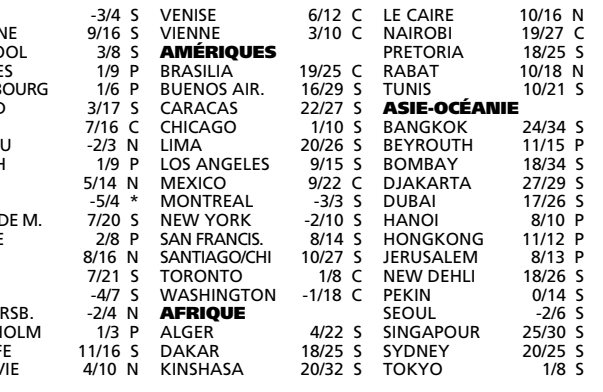 -3/4 S
NE 9/16 S
OOL 3/8 S
ES 1/9 P
BOURG 1/6 P
3/17 S
7/16 C
U -2/3 N
H 1/9 P
5/14 N
-5/4 *
DE M. 7/20 S
E 2/8 P
8/16 N
7/21 S
-4/7 S
RSB. -2/4 N
HOLM 1/3 P
FE 11/16 S
VIE 4/10 N
VENISE 6/12 C
VIENNE 3/10 C
AMÉRIQUES
BRASILIA 19/25 C
BUENOS AIR. 16/29 S
CARACAS 22/27 S
CHICAGO 1/10 S
LIMA 20/26 S
LOS ANGELES 9/15 S
MEXICO 9/22 C
MONTREAL -3/3 S
NEW YORK -2/10 S
SAN FRANCIS. 8/14 S
SANTIAGO/CHI 10/27 S
TORONTO 1/8 C
WASHINGTON -1/18 C
AFRIQUE
ALGER 4/22 S
DAKAR 18/25 S
KINSHASA 20/32 S
LE CAIRE 10/16 N
NAIROBI 19/27 C
PRETORIA 18/25 S
RABAT 10/18 N
TUNIS 10/21 S
ASIE-OCÉANIE
BANGKOK 24/34 S
BEYROUTH 11/15 P
BOMBAY 18/34 S
DJAKARTA 27/29 S
DUBAI 17/26 S
HANOI 8/10 P
HONGKONG 11/12 P
JERUSALEM 8/13 P
NEW DEHLI 18/26 S
PEKIN 0/14 S
SEOUL -2/6 S
SINGAPOUR 25/30 S
SYDNEY 20/25 S
TOKYO 1/8 S